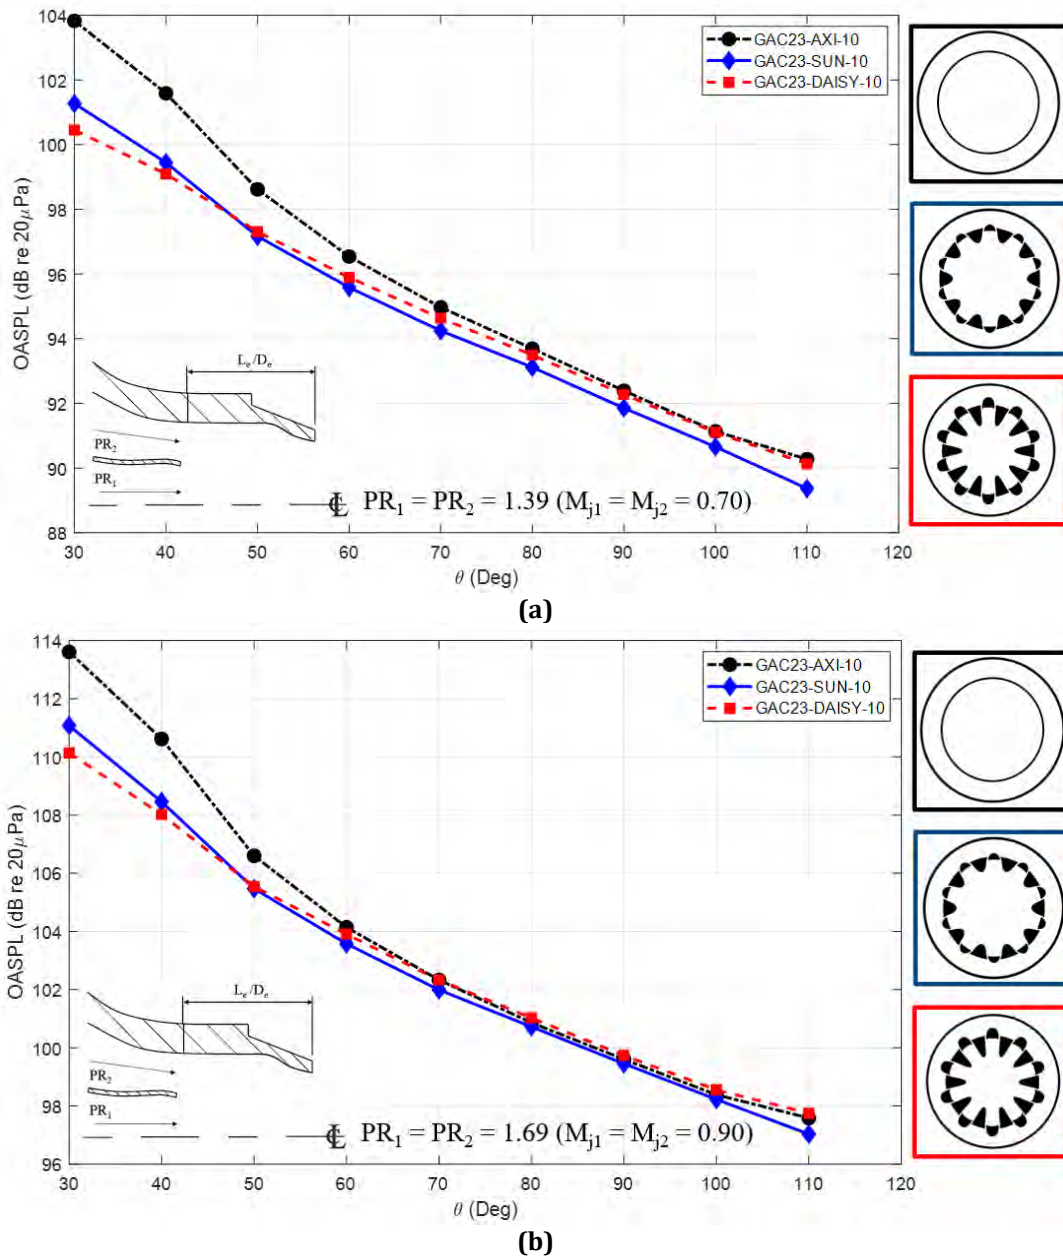 104
102
100
98
96
94
92
90
88
OASPL (dB re 20μPa)
GAC23-AXI-10
GAC23-SUN-10
GAC23-DAISY-10
Lₑ/Dₑ
PR₂
PR₁
℄ PR₁ = PR₂ = 1.39 (Mⱼ₁ = Mⱼ₂ = 0.70)
30 40 50 60 70 80 90 100 110 120
θ (Deg)
(a)
114
112
110
108
106
104
102
100
98
96
OASPL (dB re 20μPa)
GAC23-AXI-10
GAC23-SUN-10
GAC23-DAISY-10
Lₑ/Dₑ
PR₂
PR₁
℄ PR₁ = PR₂ = 1.69 (Mⱼ₁ = Mⱼ₂ = 0.90)
30 40 50 60 70 80 90 100 110 120
θ (Deg)
(b)